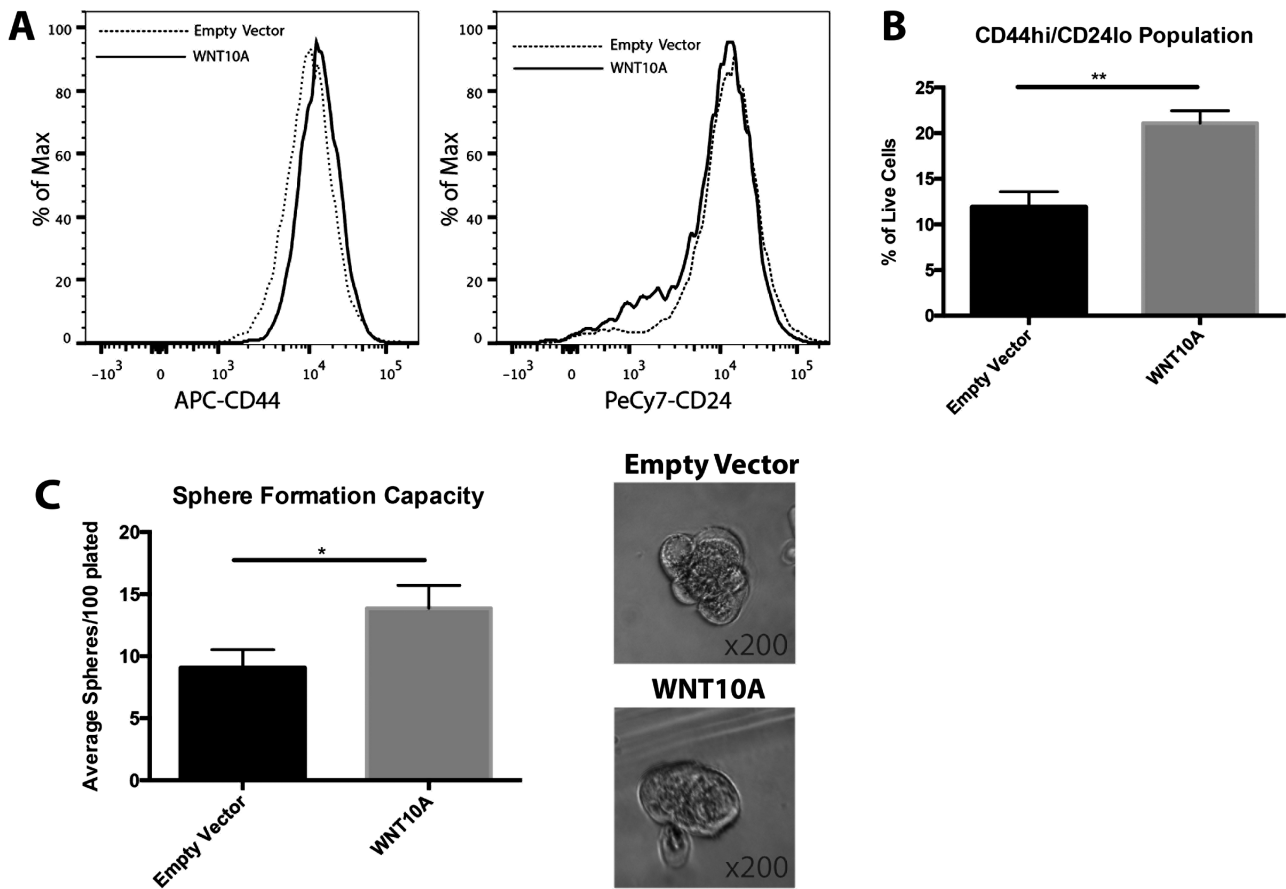 A
Empty Vector
WNT10A
% of Max
100
80
60
40
20
0
-10³ 0 10³ 10⁴ 10⁵
APC-CD44
Empty Vector
WNT10A
% of Max
100
80
60
40
20
0
-10³ 0 10³ 10⁴ 10⁵
PeCy7-CD24
B
CD44hi/CD24lo Population
**
% of Live Cells
25
20
15
10
5
0
Empty Vector
WNT10A
C
Sphere Formation Capacity
*
Average Spheres/100 plated
20
15
10
5
0
Empty Vector
WNT10A
Empty Vector
x200
WNT10A
x200